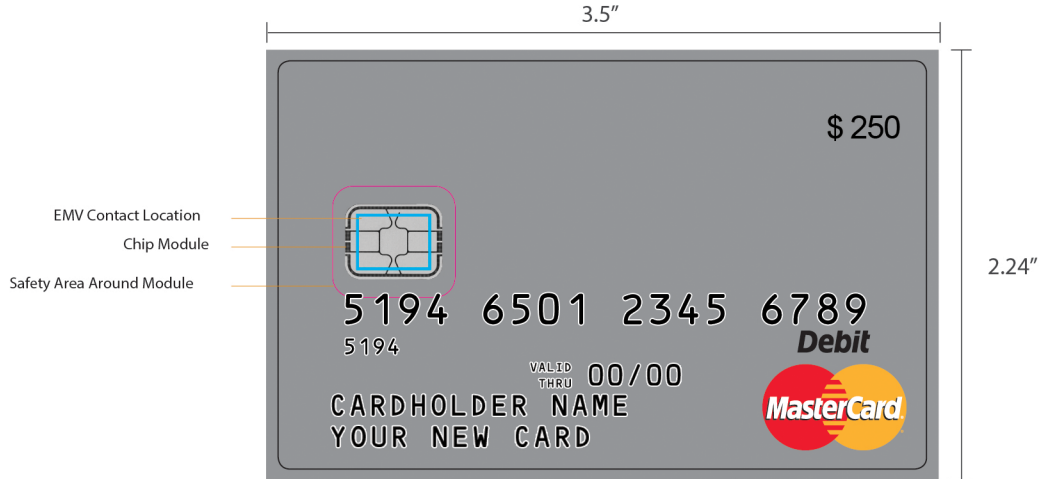 3.5”
$ 250
EMV Contact Location
Chip Module
Safety Area Around Module
2.24”
5194 6501 2345 6789
5194
Debit
VALID
THRU 00/00
CARDHOLDER NAME
YOUR NEW CARD
MasterCard